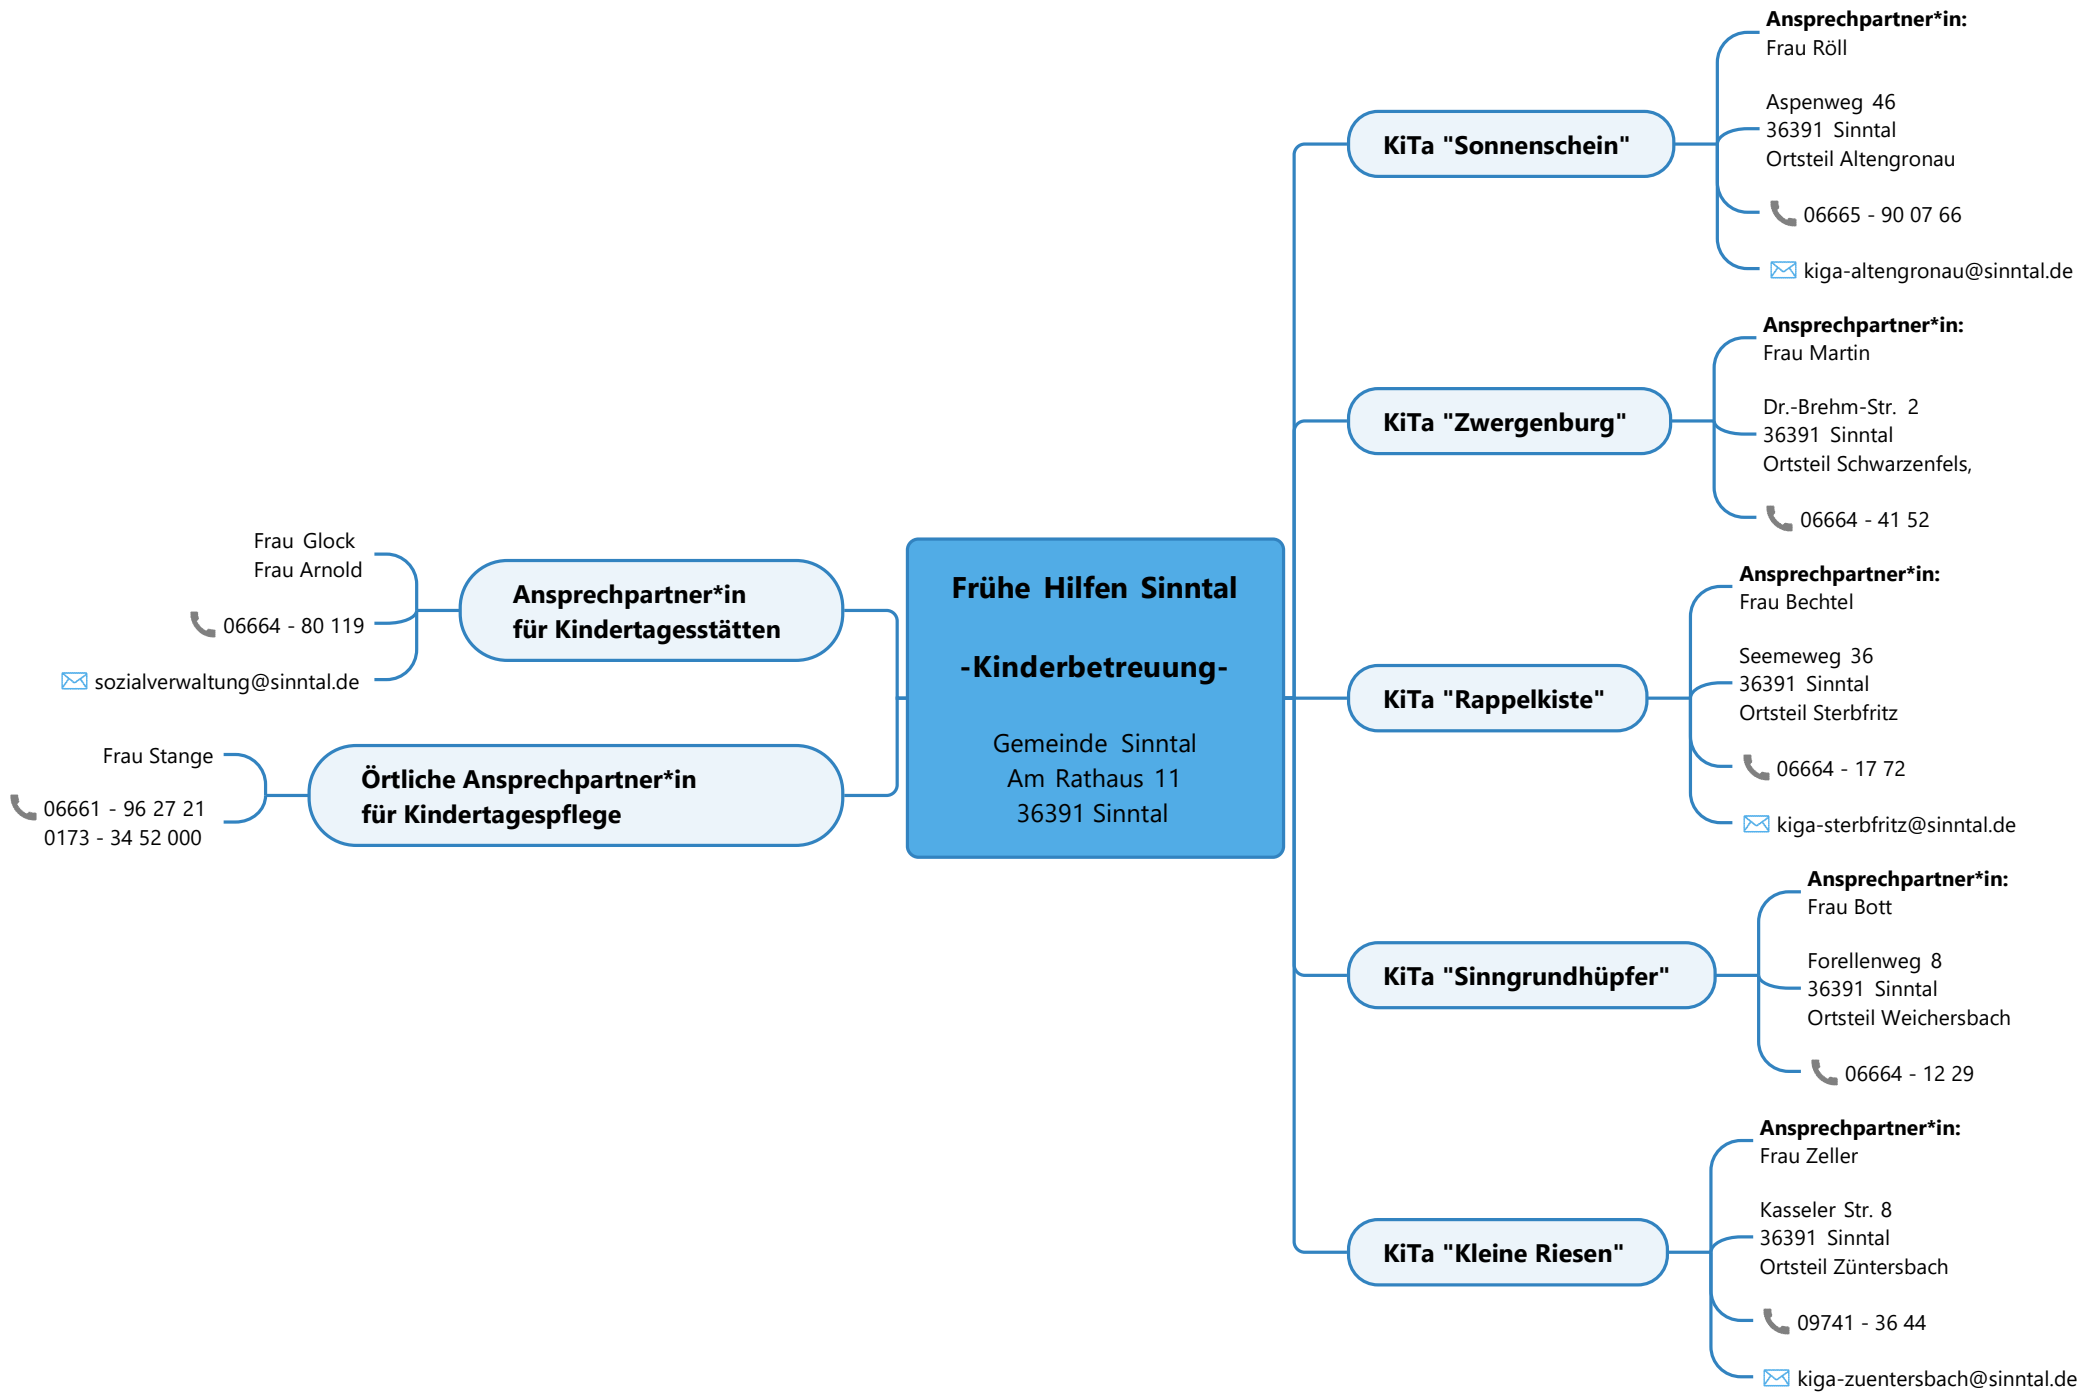 Frühe Hilfen Sinntal
-Kinderbetreuung-
Gemeinde Sinntal
Am Rathaus 11
36391 Sinntal
Ansprechpartner*in
für Kindertagesstätten
Frau Glock
Frau Arnold
06664 - 80 119
sozialverwaltung@sinntal.de
Örtliche Ansprechpartner*in
für Kindertagespflege
Frau Stange
06661 - 96 27 21
0173 - 34 52 000
KiTa "Sonnenschein"
Ansprechpartner*in:
Frau Röll
Aspenweg 46
36391 Sinntal
Ortsteil Altengronau
06665 - 90 07 66
kiga-altengronau@sinntal.de
KiTa "Zwergenburg"
Ansprechpartner*in:
Frau Martin
Dr.-Brehm-Str. 2
36391 Sinntal
Ortsteil Schwarzenfels,
06664 - 41 52
KiTa "Rappelkiste"
Ansprechpartner*in:
Frau Bechtel
Seemeweg 36
36391 Sinntal
Ortsteil Sterbfritz
06664 - 17 72
kiga-sterbfritz@sinntal.de
KiTa "Sinngrundhüpfer"
Ansprechpartner*in:
Frau Bott
Forellenweg 8
36391 Sinntal
Ortsteil Weichersbach
06664 - 12 29
KiTa "Kleine Riesen"
Ansprechpartner*in:
Frau Zeller
Kasseler Str. 8
36391 Sinntal
Ortsteil Züntersbach
09741 - 36 44
kiga-zuentersbach@sinntal.de